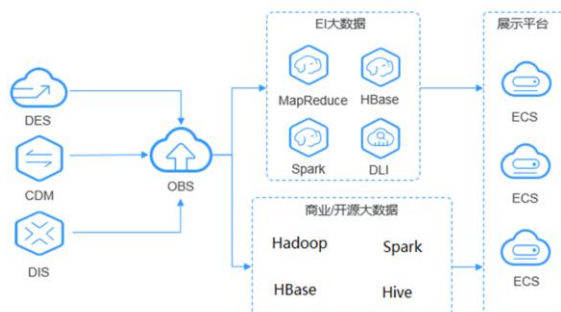 EI大数据
展示平台
DES
MapReduce
HBase
ECS
CDM
OBS
Spark
DLI
ECS
DIS
商业/开源大数据
Hadoop
Spark
HBase
Hive
ECS